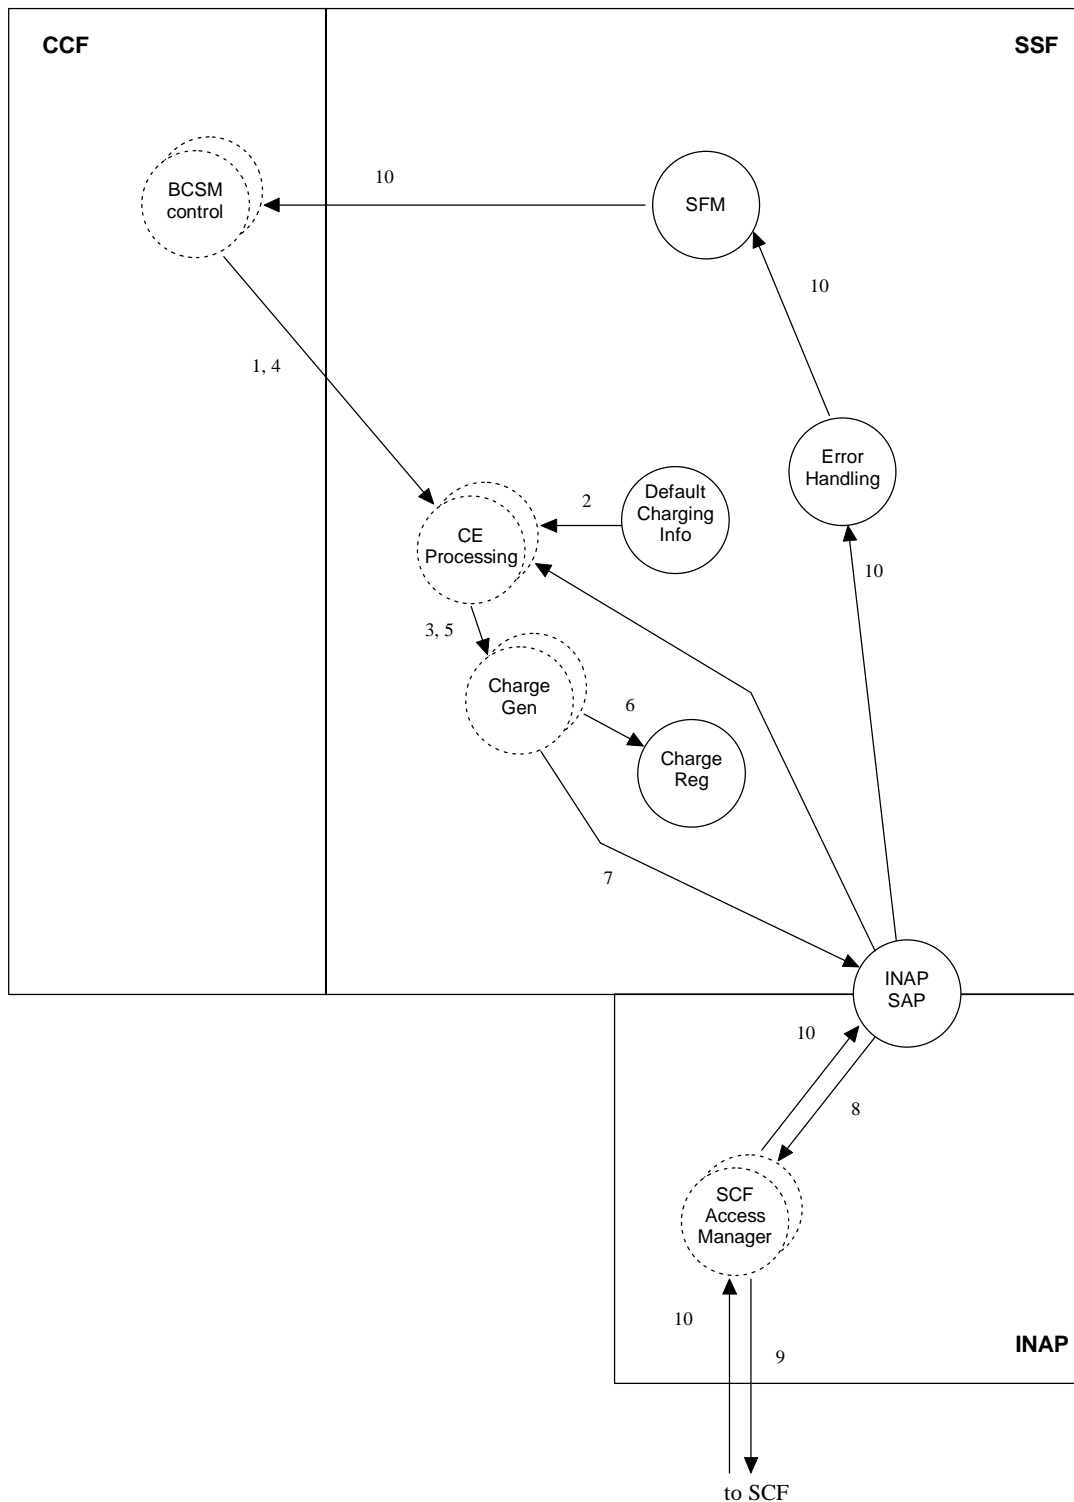 CCF
SSF
BCSM
control
10
SFM
10
1, 4
Error
Handling
Default
Charging
Info
2
CE
Processing
10
3, 5
Charge
Gen
6
Charge
Reg
7
INAP
SAP
10
8
SCF
Access
Manager
10
9
INAP
to SCF